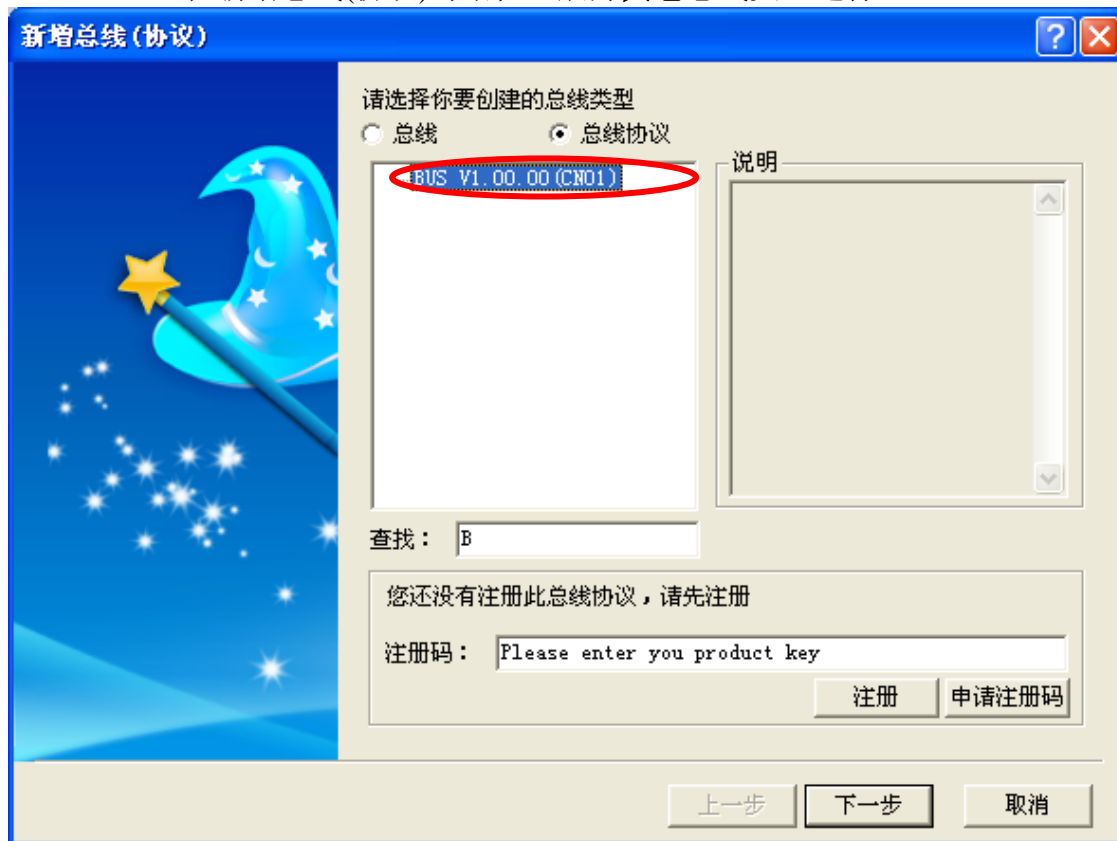 新增总线(协议)
请选择你要创建的总线类型
总线 总线协议
BUS V1.00.00(CNO1)
说明
查找： B
您还没有注册此总线协议，请先注册
注册码： Please enter you product key
注册 申请注册码
上一步 下一步 取消